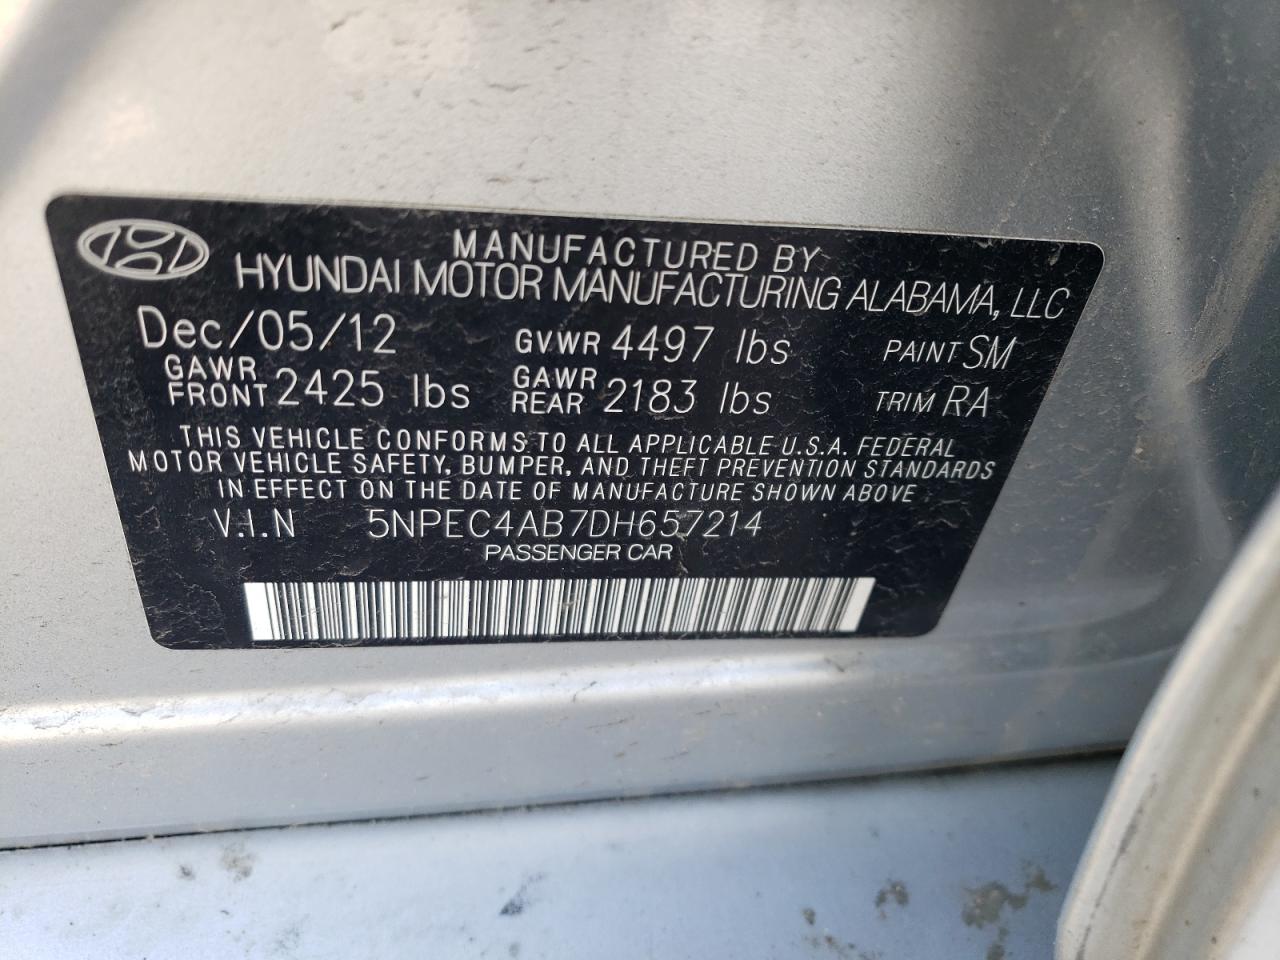 MANUFACTURED BY
HYUNDAI MOTOR MANUFACTURING ALABAMA, LLC
Dec/05/12 GVWR 4497 lbs PAINT SM
GAWR FRONT 2425 lbs GAWR REAR 2183 lbs TRIM RA
THIS VEHICLE CONFORMS TO ALL APPLICABLE U.S.A. FEDERAL
MOTOR VEHICLE SAFETY, BUMPER, AND THEFT PREVENTION STANDARDS
IN EFFECT ON THE DATE OF MANUFACTURE SHOWN ABOVE
V.I.N 5NPEC4AB7DH657214
PASSENGER CAR